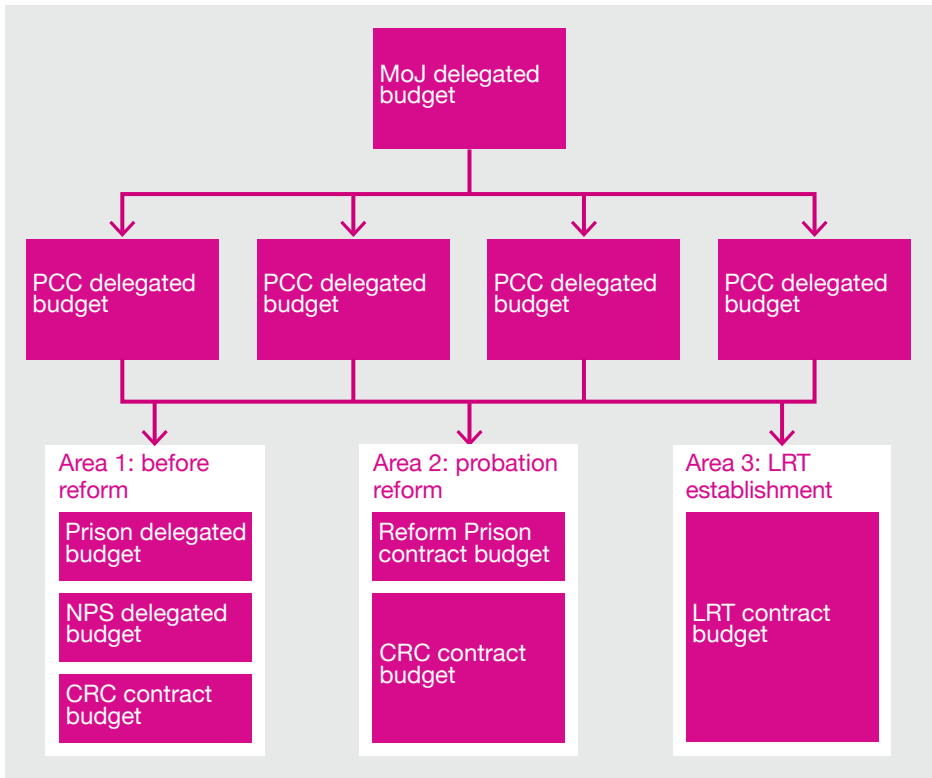 MoJ delegated
budget
PCC delegated
budget
PCC delegated
budget
PCC delegated
budget
PCC delegated
budget
Area 1: before
reform
Prison delegated
budget
NPS delegated
budget
CRC contract
budget
Area 2: probation
reform
Reform Prison
contract budget
CRC contract
budget
Area 3: LRT
establishment
LRT contract
budget